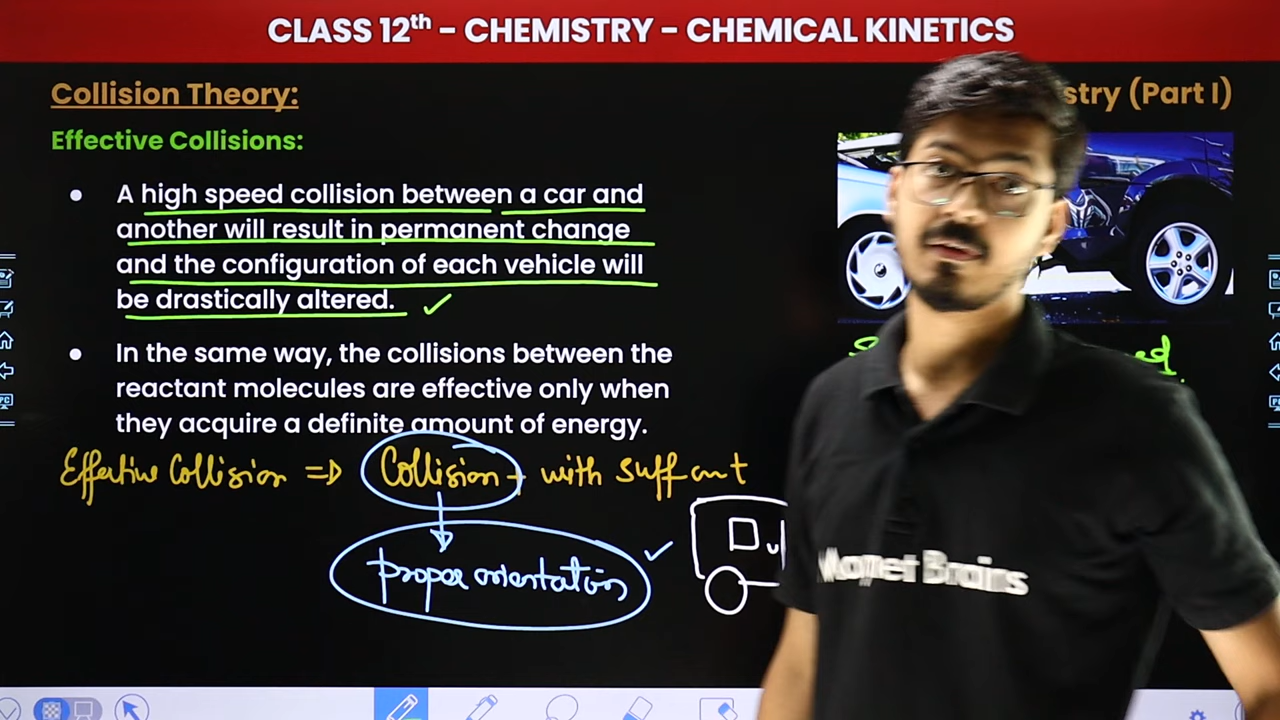 CLASS 12th - CHEMISTRY - CHEMICAL KINETICS
Collision Theory:
stry (Part I)
Effective Collisions:
• A high speed collision between a car and
another will result in permanent change
and the configuration of each vehicle will
be drastically altered.
• In the same way, the collisions between the
reactant molecules are effective only when
they acquire a definite amount of energy.
Effective Collision ⇒ Collision with
proper orientation
Magnet Brains